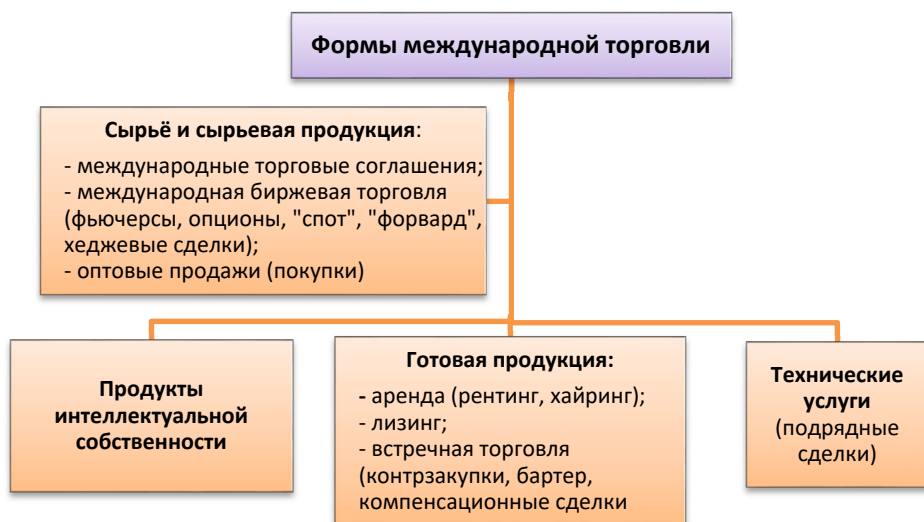 Формы международной торговли
Сырьё и сырьевая продукция:
- международные торговые соглашения;
- международная биржевая торговля
(фьючерсы, опционы, "спот", "форвард",
хеджевые сделки);
- оптовые продажи (покупки)
Продукты
интеллектуальной
собственности
Готовая продукция:
- аренда (рентинг, хайринг);
- лизинг;
- встречная торговля
(контрзакупки, бартер,
компенсационные сделки
Технические
услуги
(подрядные
сделки)